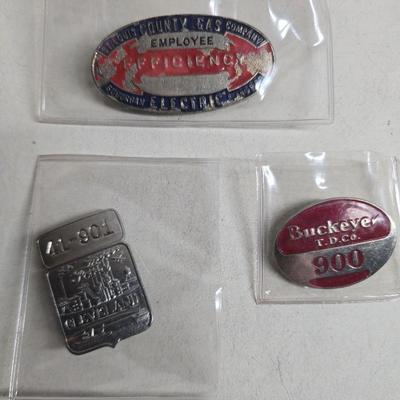 COUNTY GAS COMPANY
EMPLOYEE
EFFICIENCY
ELECTRIC
41-901
CLEVELAND
Buckeye
T.D.Co.
900